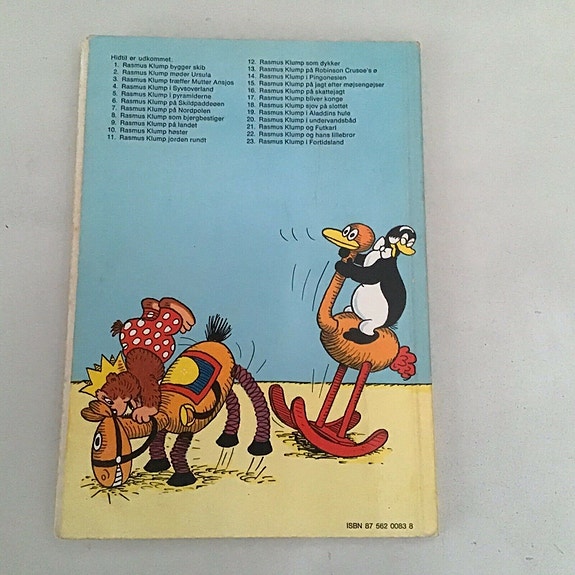 Hidtil er udkommet:
1. Rasmus Klump bygger skib
2. Rasmus Klump møder Ursula
3. Rasmus Klump træffer Mutter Ansjos
4. Rasmus Klump i Syvsoverland
5. Rasmus Klump i pyramiderne
6. Rasmus Klump på Skildpaddeøen
7. Rasmus Klump på Nordpolen
8. Rasmus Klump som bjergbestiger
9. Rasmus Klump på landet
10. Rasmus Klump høster
11. Rasmus Klump jorden rundt
12. Rasmus Klump som dykker
13. Rasmus Klump på Robinson Crusoe's ø
14. Rasmus Klump i Pingonesien
15. Rasmus Klump på jagt efter møjsengøjser
16. Rasmus Klump på skattejagt
17. Rasmus Klump bliver konge
18. Rasmus Klump sjov på slottet
19. Rasmus Klump i Aladdins hule
20. Rasmus Klump i undervandsbåd
21. Rasmus Klump og Futkarl
22. Rasmus Klump og hans lillebror
23. Rasmus Klump i Fortidsland
ISBN 87 562 0083 8